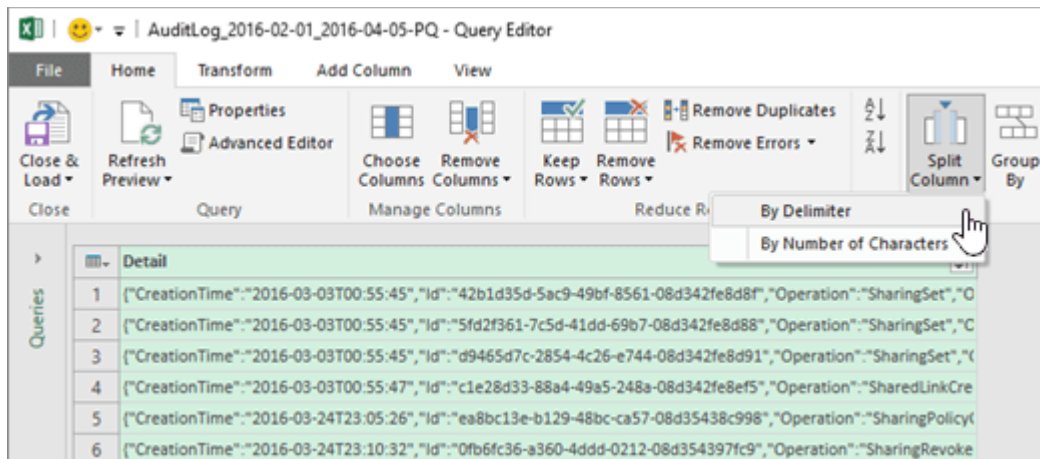 AuditLog_2016-02-01_2016-04-05-PQ - Query Editor
File Home Transform Add Column View
Properties
Advanced Editor
Close & Load
Refresh Preview
Choose Columns
Remove Columns
Keep Rows
Remove Rows
Remove Duplicates
Remove Errors
Split Column
Group By
Close Query Manage Columns Reduce R
By Delimiter
By Number of Characters
Queries
Detail
1 {"CreationTime":"2016-03-03T00:55:45","Id":"42b1d35d-5ac9-49bf-8561-08d342fe8d8f","Operation":"SharingSet","O
2 {"CreationTime":"2016-03-03T00:55:45","Id":"5fd2f361-7c5d-41dd-69b7-08d342fe8d88","Operation":"SharingSet","O
3 {"CreationTime":"2016-03-03T00:55:45","Id":"d9465d7c-2854-4c26-e744-08d342fe8d91","Operation":"SharingSet","
4 {"CreationTime":"2016-03-03T00:55:47","Id":"c1e28d33-88a4-49a5-248a-08d342fe8ef5","Operation":"SharedLinkCre
5 {"CreationTime":"2016-03-24T23:05:26","Id":"ea8bc13e-b129-48bc-ca57-08d35438c998","Operation":"SharingPolicy
6 {"CreationTime":"2016-03-24T23:10:32","Id":"0fb6fc36-a360-4ddd-0212-08d354397fc9","Operation":"SharingRevoke